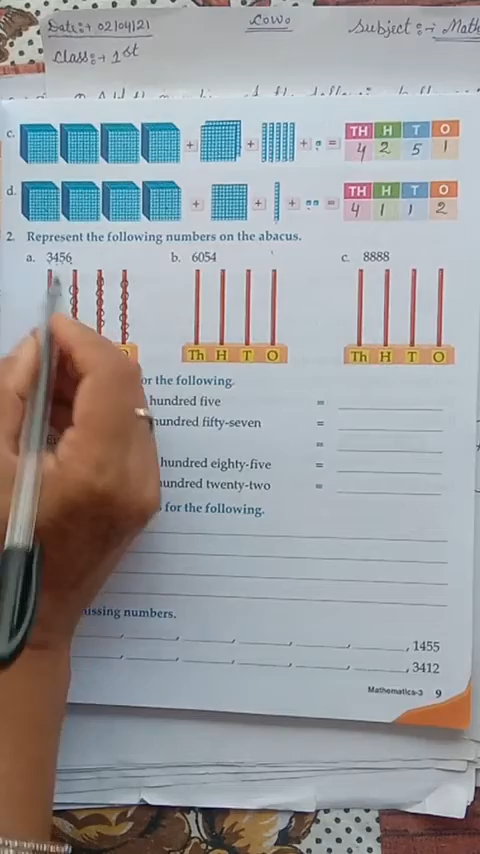 Date:→ 02/04/21
COWO
Subject:→ Math
Class:→ 1st
c. + + + = TH H T O
4 2 5 1
d. + + + = TH H T O
4 1 1 2
2. Represent the following numbers on the abacus.
a. 3456 b. 6054 c. 8888
O Th H T O Th H T O
or the following.
hundred five = 
hundred fifty-seven = 
=
hundred eighty-five = 
hundred twenty-two = 
for the following.
issing numbers.
, , , , , , 1455
, , , , , , 3412
Mathematics-3 9